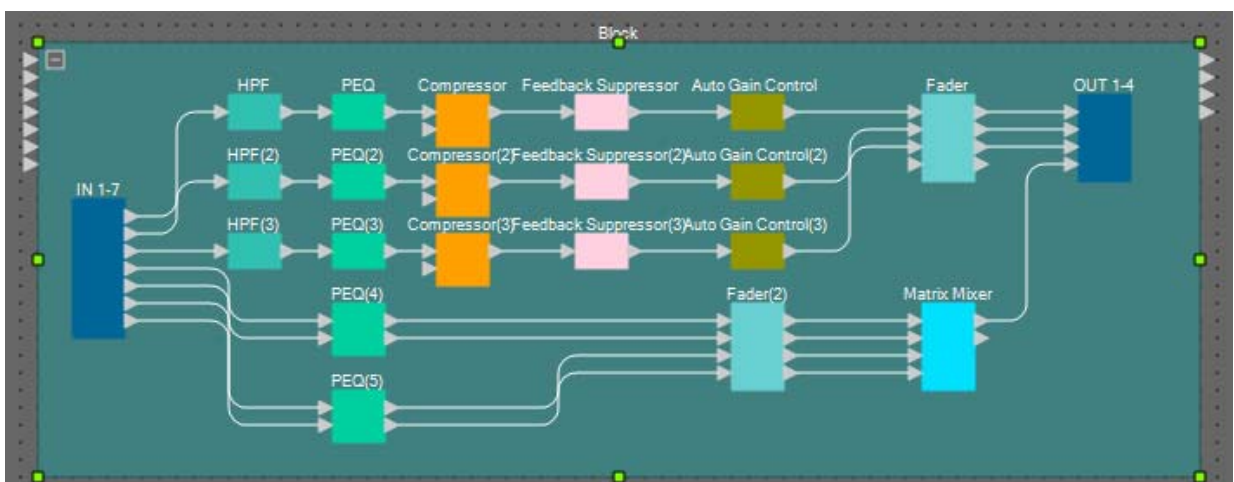 Block
HPF PEQ Compressor Feedback Suppressor Auto Gain Control Fader OUT 1-4
HPF(2) PEQ(2) Compressor(2) Feedback Suppressor(2) Auto Gain Control(2)
IN 1-7
HPF(3) PEQ(3) Compressor(3) Feedback Suppressor(3) Auto Gain Control(3)
PEQ(4) Fader(2) Matrix Mixer
PEQ(5)